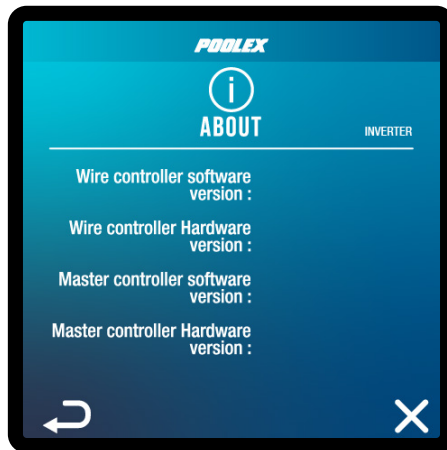 POOLEX
i
ABOUT
INVERTER
Wire controller software
version :
Wire controller Hardware
version :
Master controller software
version :
Master controller Hardware
version :